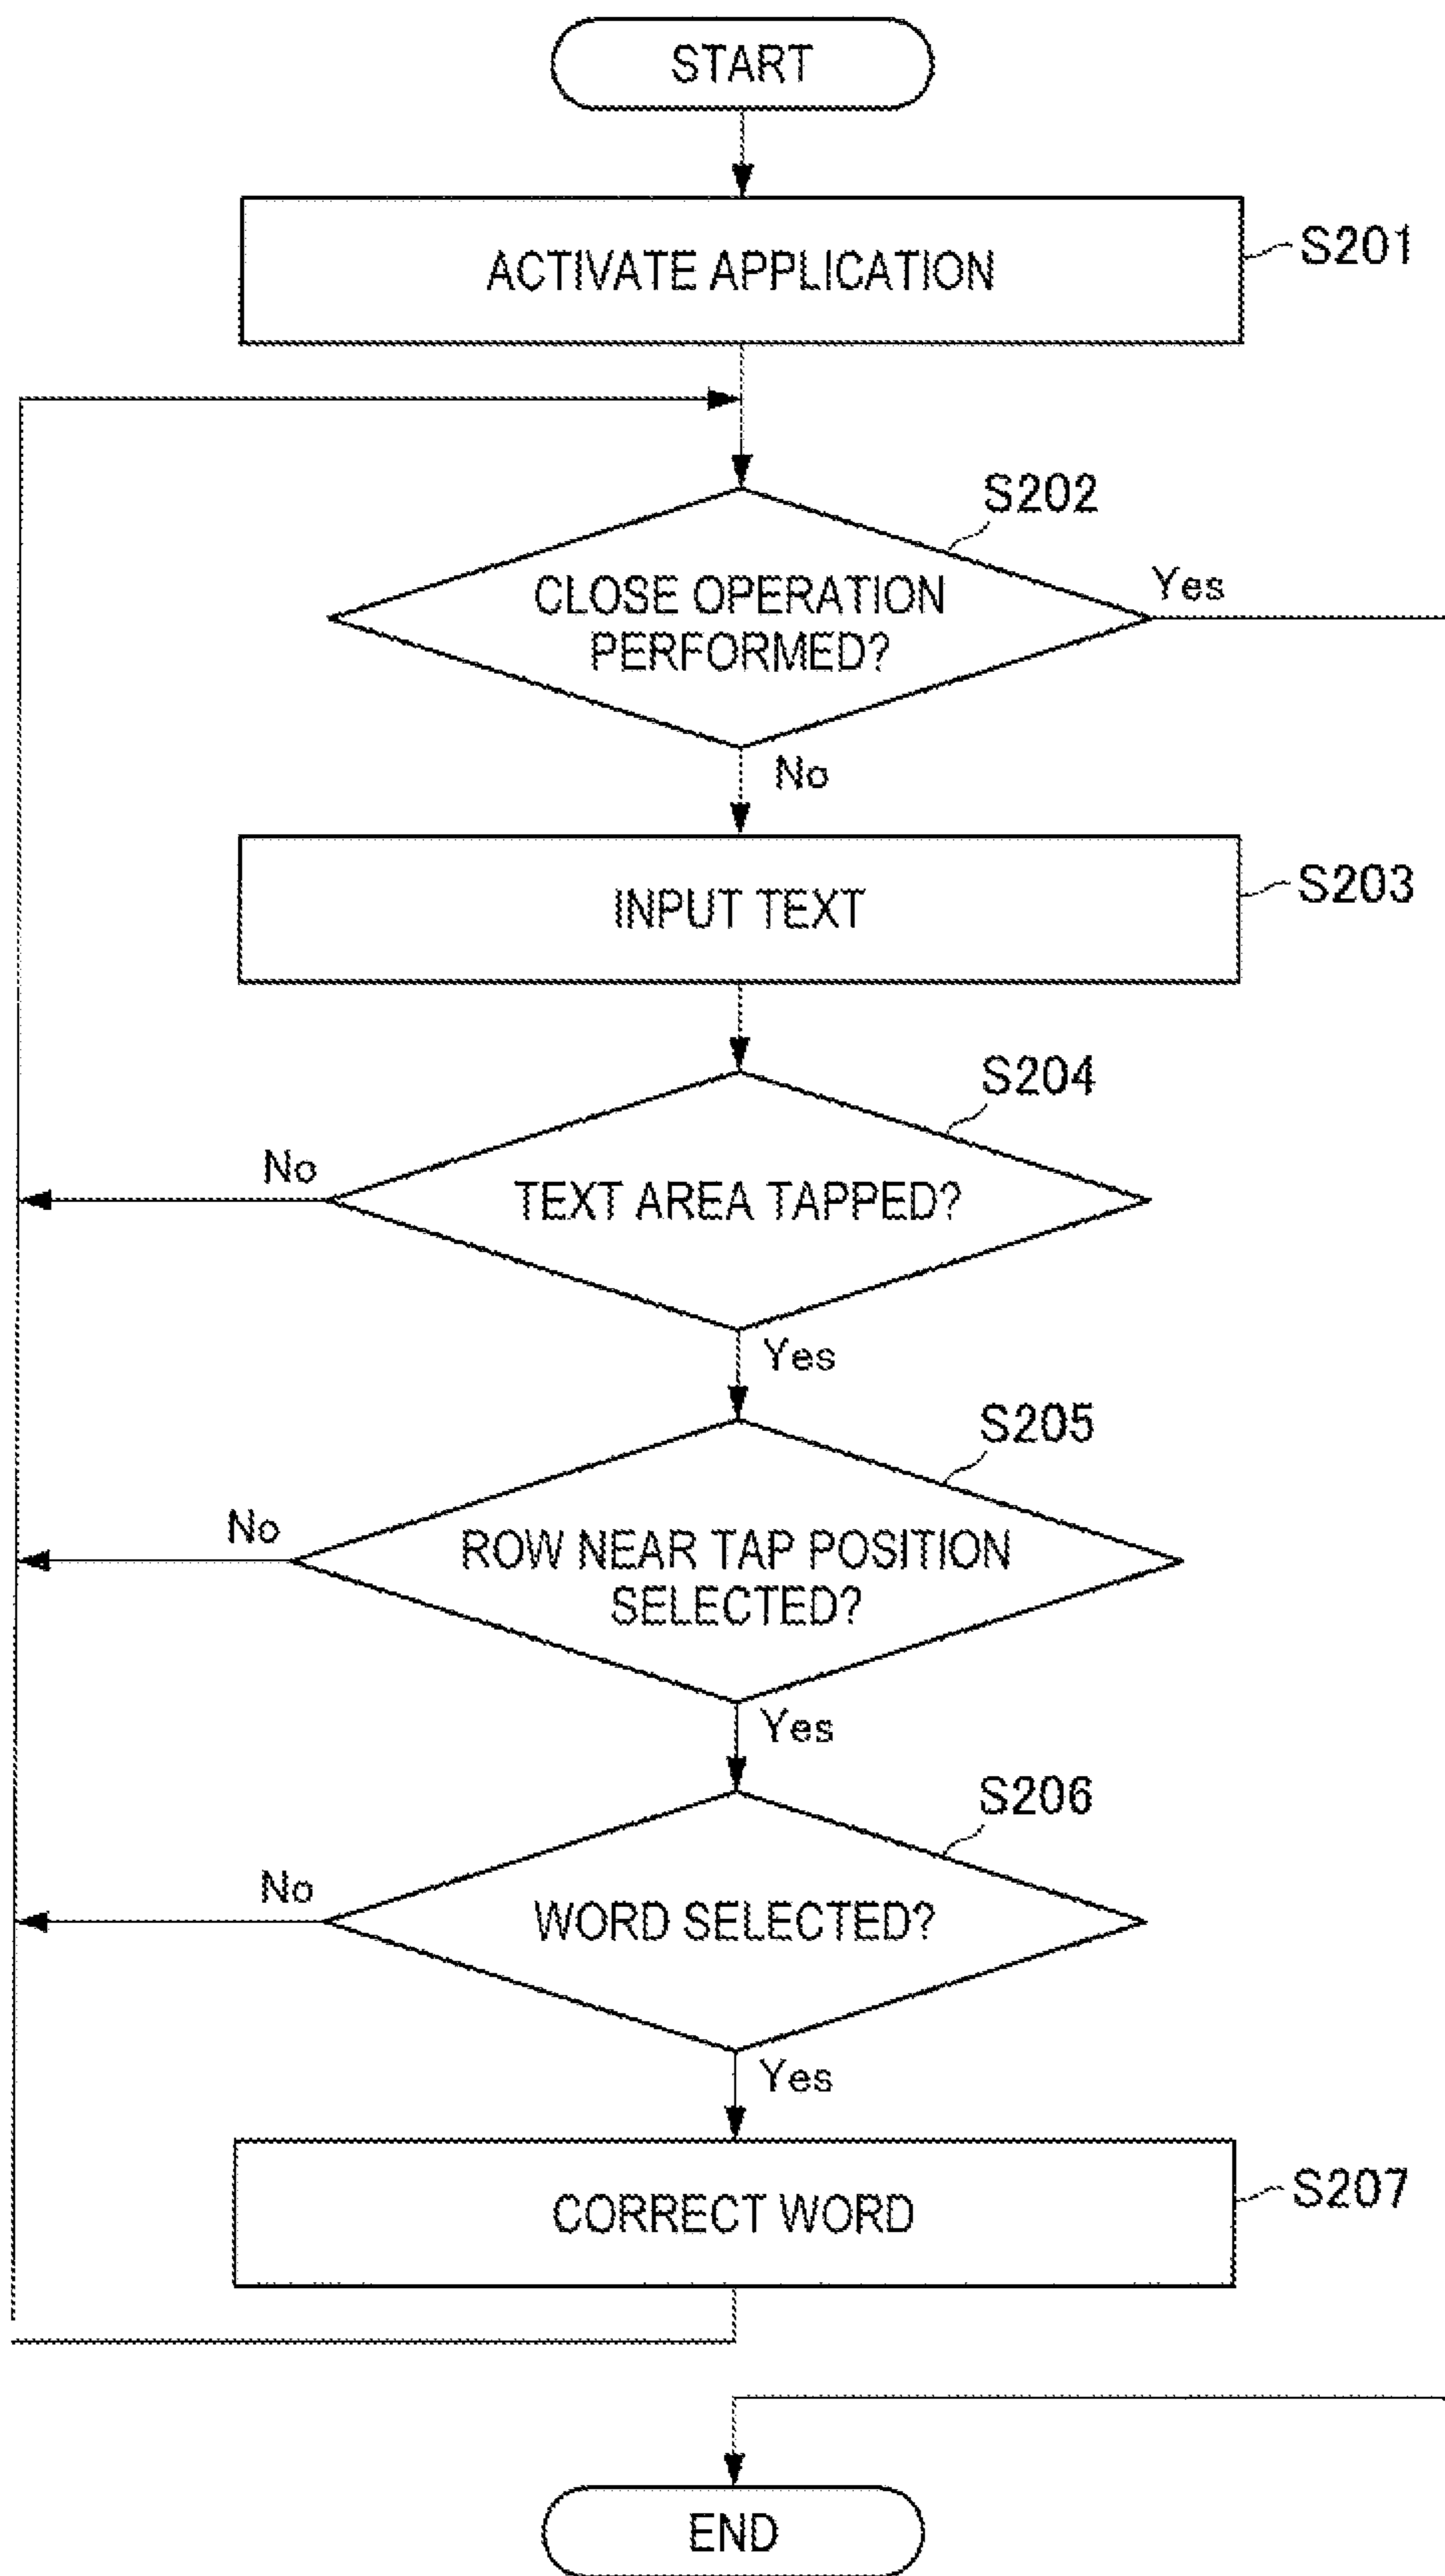 START
ACTIVATE APPLICATION
S201
S202
CLOSE OPERATION
PERFORMED?
Yes
No
INPUT TEXT
S203
S204
No
TEXT AREA TAPPED?
Yes
S205
No
ROW NEAR TAP POSITION
SELECTED?
Yes
S206
No
WORD SELECTED?
Yes
CORRECT WORD
S207
END